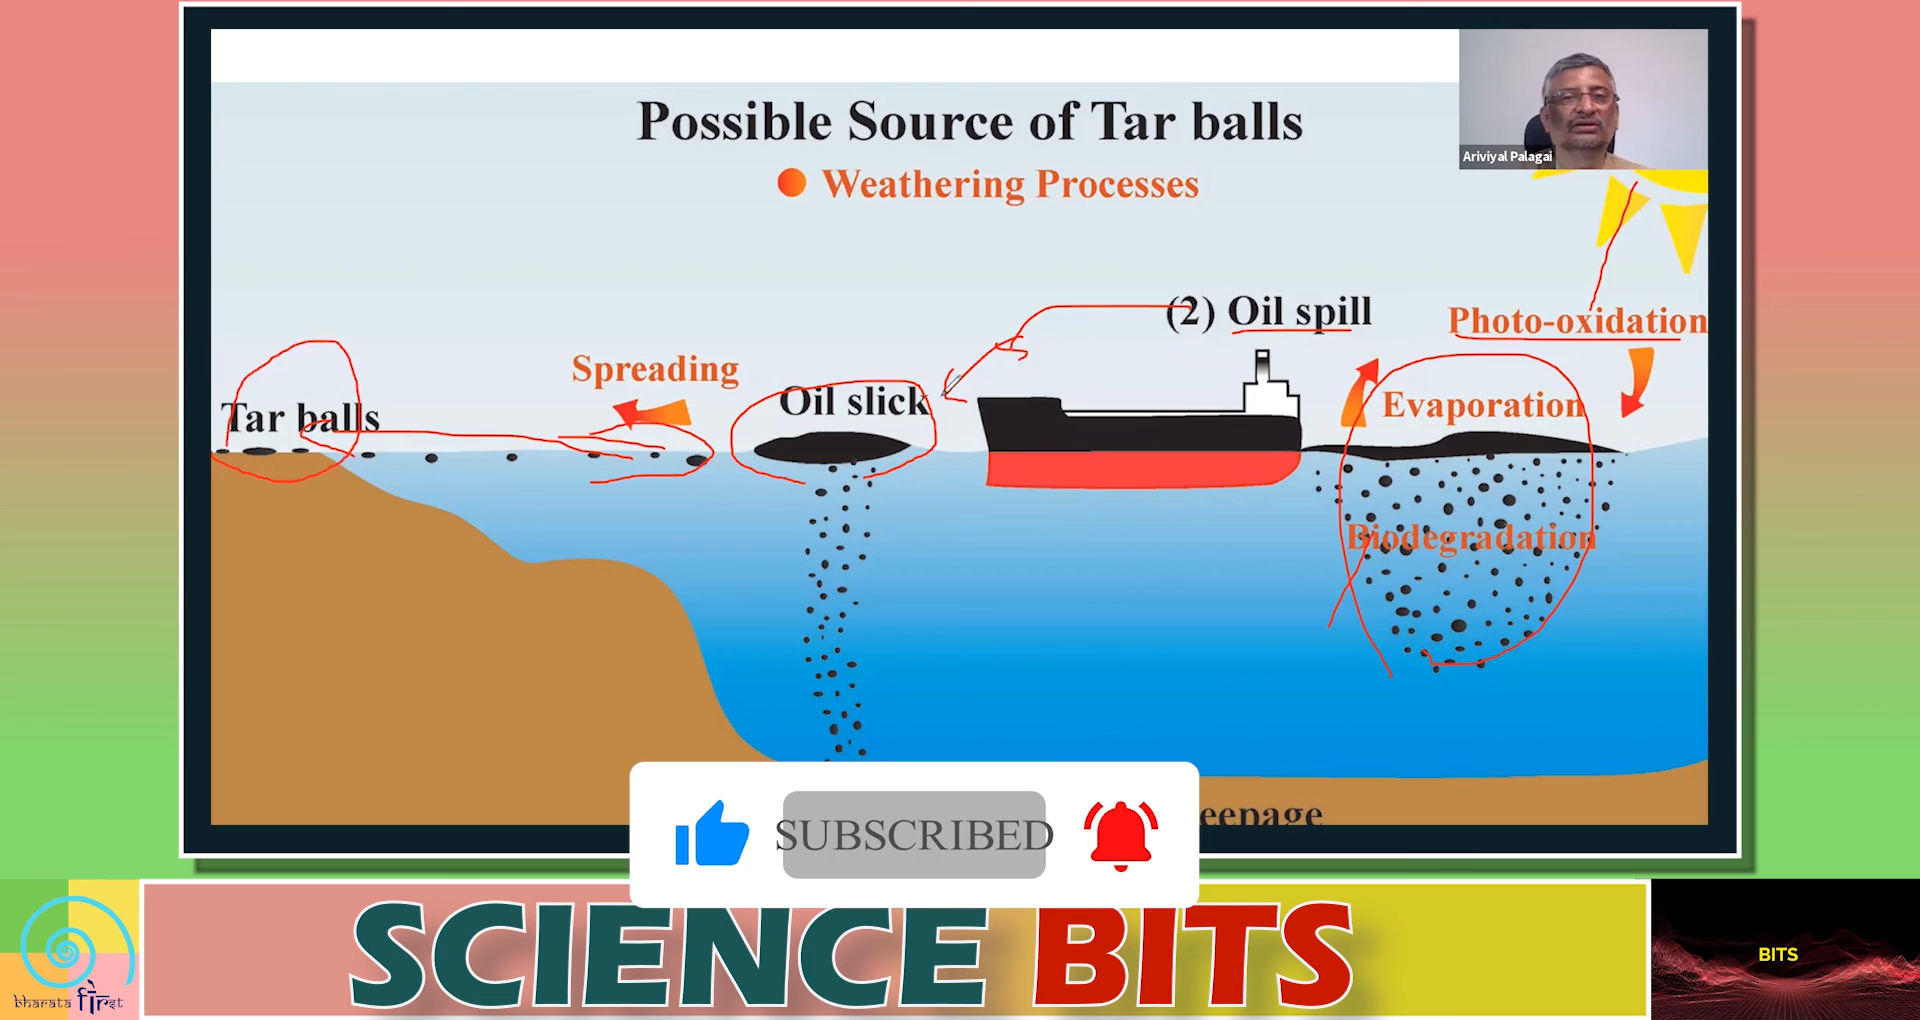 Possible Source of Tar balls
Weathering Processes
Ariviyal Palagai
(2) Oil spill
Photo-oxidation
Spreading
Oil slick
Evaporation
Tar balls
Biodegradation
eepage
SUBSCRIBED
SCIENCE BITS
BITS
bharata first